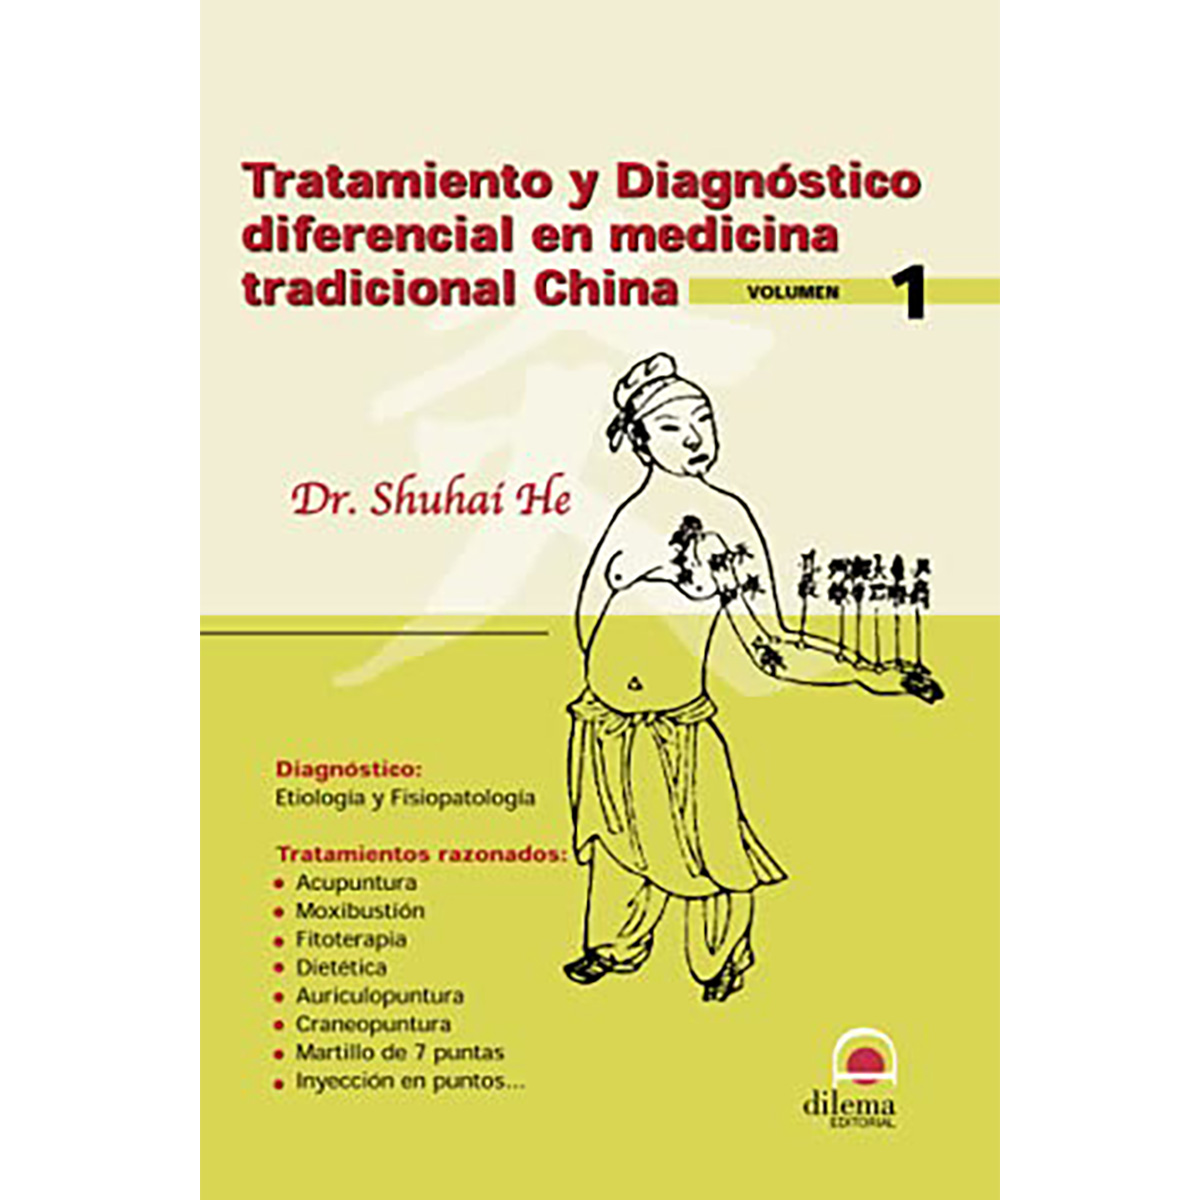 Tratamiento y Diagnóstico
diferencial en medicina
tradicional China
VOLUMEN 1
Dr. Shuhai He
Diagnóstico:
Etiología y Fisiopatología
Tratamientos razonados:
• Acupuntura
• Moxibustión
• Fitoterapia
• Dietética
• Auriculopuntura
• Craneopuntura
• Martillo de 7 puntas
• Inyección en puntos...
dilema
EDITORIAL